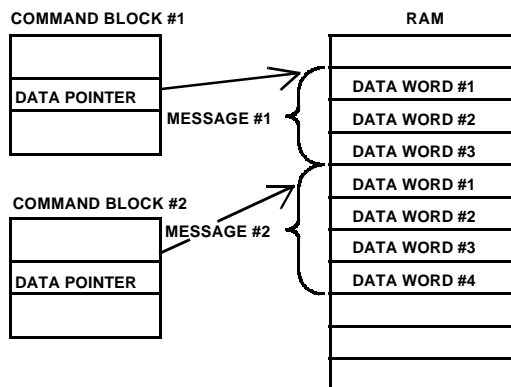 COMMAND BLOCK #1
DATA POINTER
MESSAGE #1
COMMAND BLOCK #2
MESSAGE #2
DATA POINTER
RAM
DATA WORD #1
DATA WORD #2
DATA WORD #3
DATA WORD #1
DATA WORD #2
DATA WORD #3
DATA WORD #4